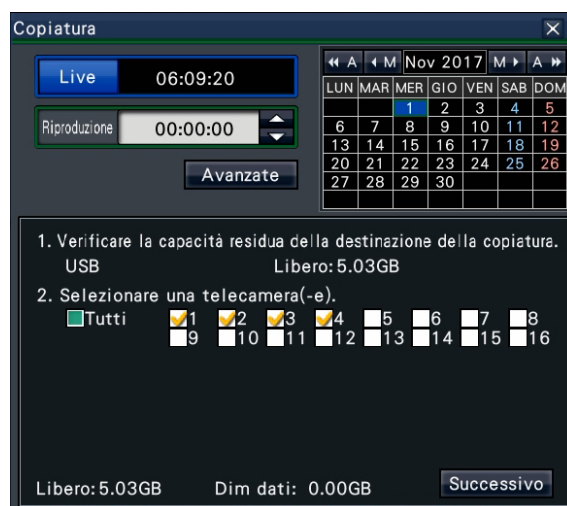 Copiatura
Live 06:09:20
Riproduzione 00:00:00
Avanzate
A M Nov 2017 M A
LUN MAR MER GIO VEN SAB DOM
1 2 3 4 5
6 7 8 9 10 11 12
13 14 15 16 17 18 19
20 21 22 23 24 25 26
27 28 29 30
1. Verificare la capacità residua della destinazione della copiatura.
USB Libero: 5.03GB
2. Selezionare una telecamera(-e).
Tutti 1 2 3 4 5 6 7 8
9 10 11 12 13 14 15 16
Libero: 5.03GB Dim dati: 0.00GB Successivo